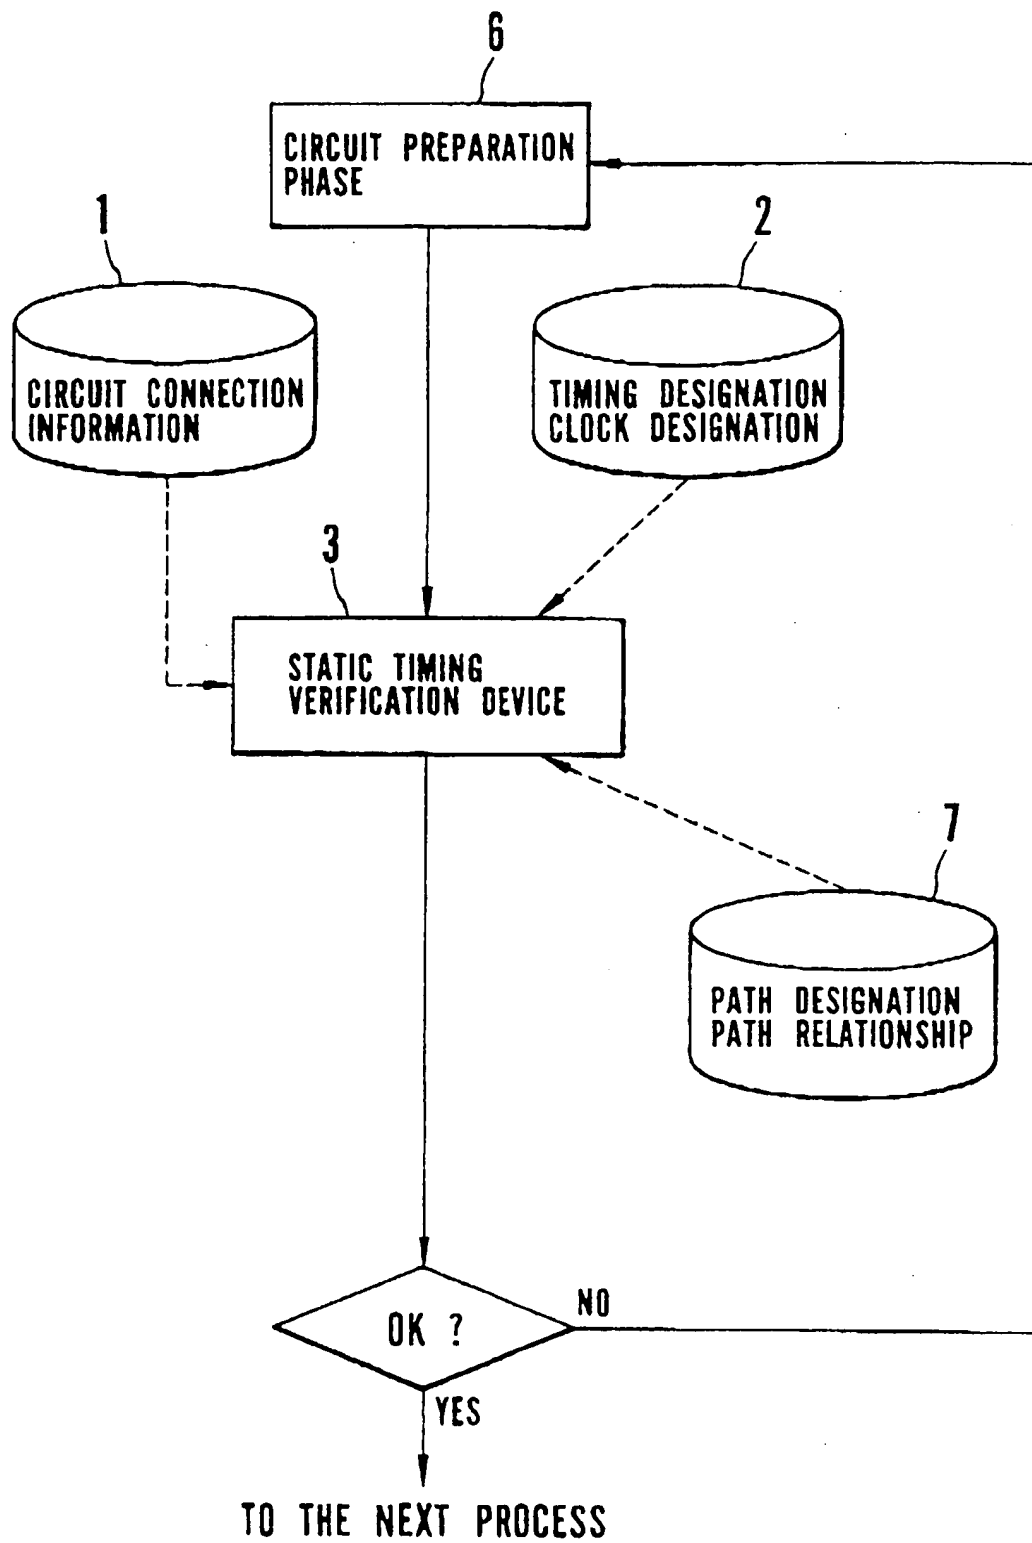 6
CIRCUIT PREPARATION
PHASE
1
2
CIRCUIT CONNECTION
INFORMATION
TIMING DESIGNATION
CLOCK DESIGNATION
3
STATIC TIMING
VERIFICATION DEVICE
7
PATH DESIGNATION
PATH RELATIONSHIP
NO
OK ?
YES
TO THE NEXT PROCESS